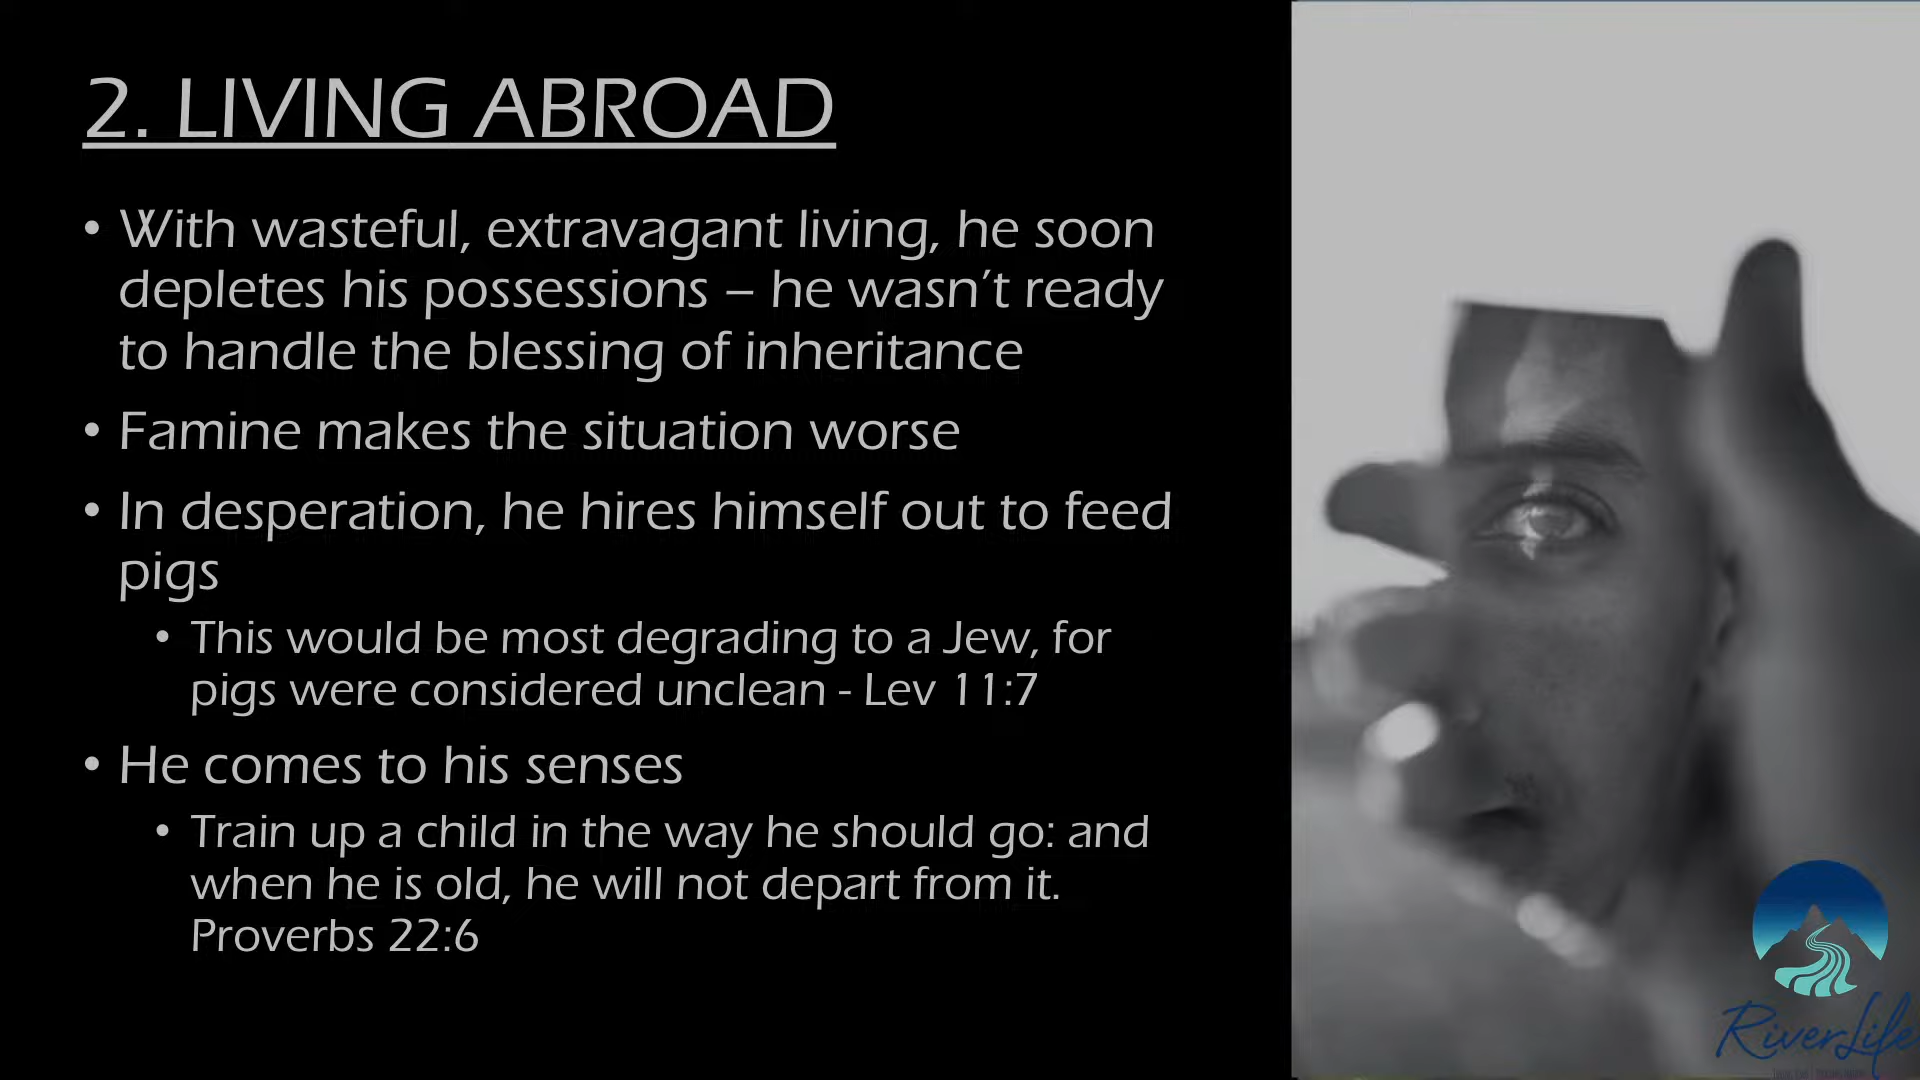 2. LIVING ABROAD
• With wasteful, extravagant living, he soon
depletes his possessions – he wasn't ready
to handle the blessing of inheritance
• Famine makes the situation worse
• In desperation, he hires himself out to feed
pigs
• This would be most degrading to a Jew, for
pigs were considered unclean - Lev 11:7
• He comes to his senses
• Train up a child in the way he should go: and
when he is old, he will not depart from it.
Proverbs 22:6
RiverLife